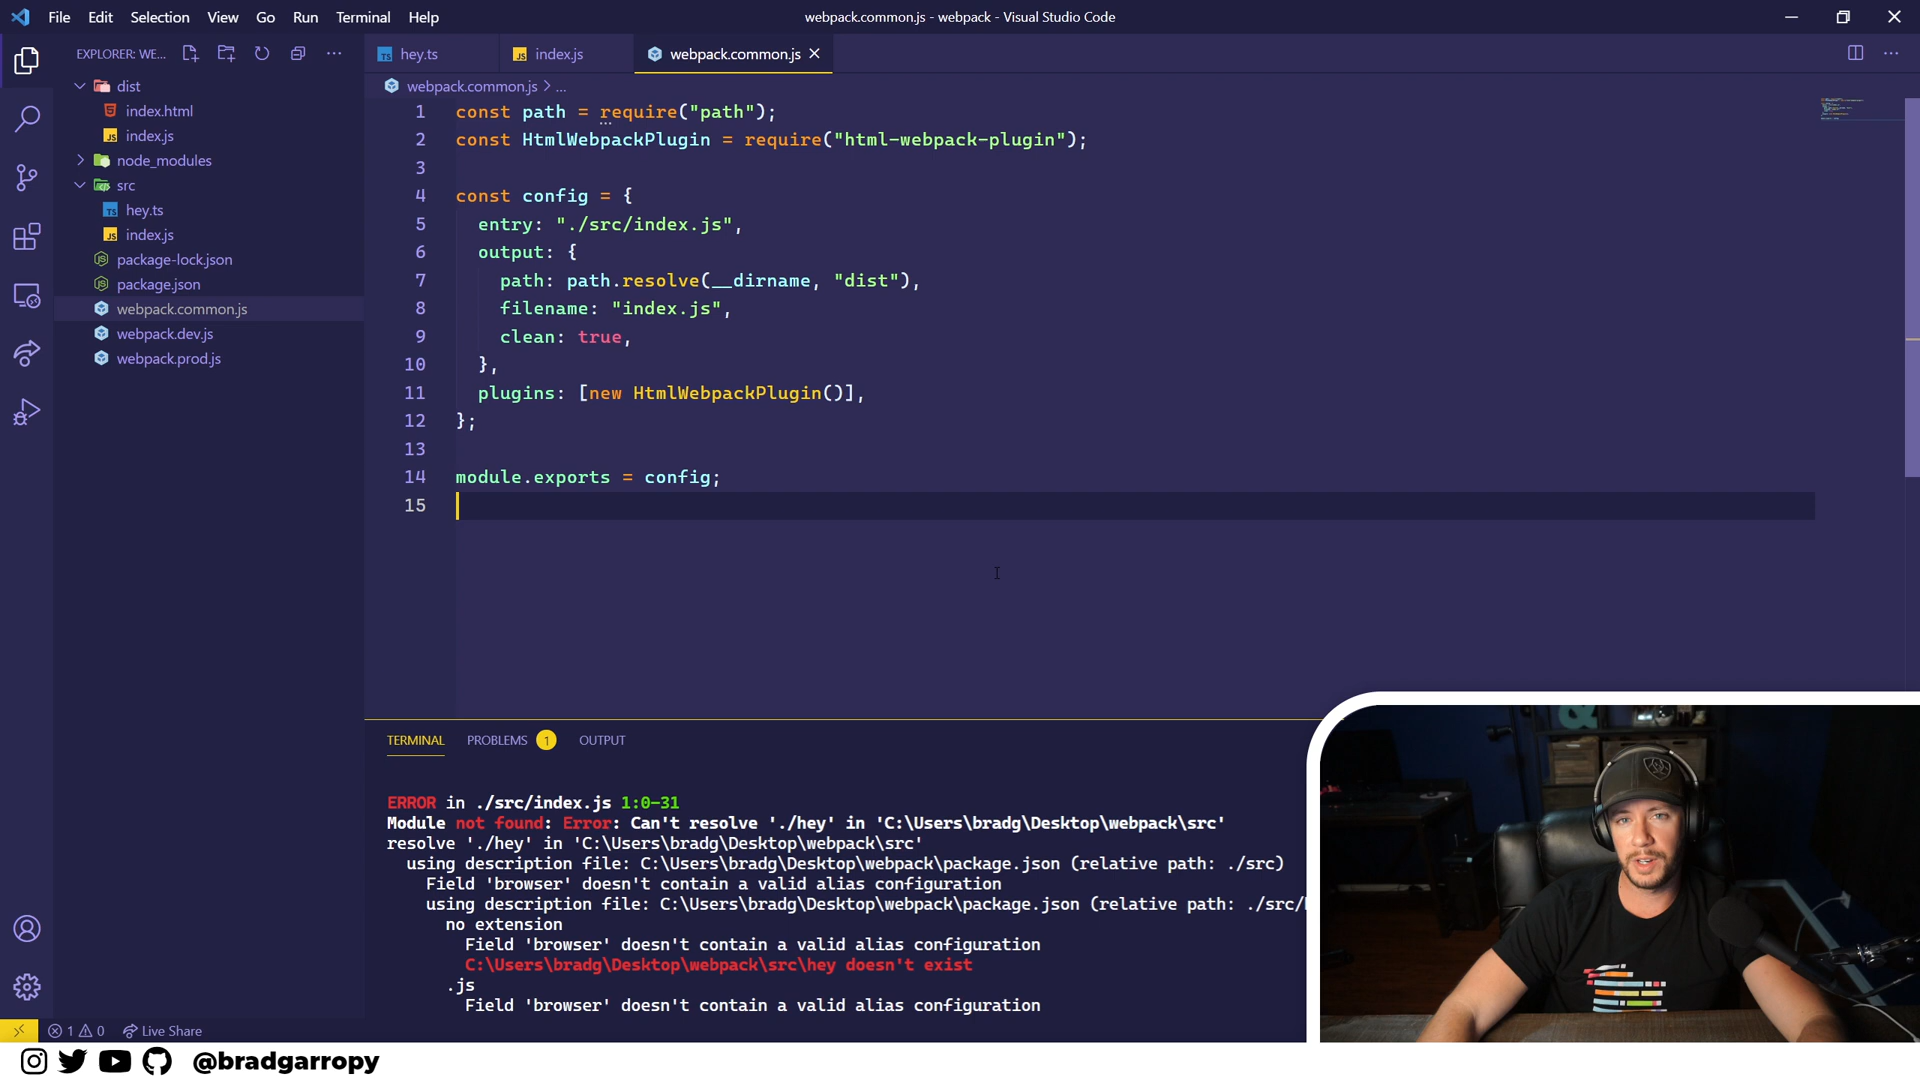 File Edit Selection View Go Run Terminal Help
webpack.common.js - webpack - Visual Studio Code
EXPLORER: WE...
dist
index.html
index.js
node_modules
src
hey.ts
index.js
package-lock.json
package.json
webpack.common.js
webpack.dev.js
webpack.prod.js
hey.ts
index.js
webpack.common.js
webpack.common.js > ...
1 const path = require("path");
2 const HtmlWebpackPlugin = require("html-webpack-plugin");
3
4 const config = {
5 entry: "./src/index.js",
6 output: {
7 path: path.resolve(__dirname, "dist"),
8 filename: "index.js",
9 clean: true,
10 },
11 plugins: [new HtmlWebpackPlugin()],
12 };
13
14 module.exports = config;
15
TERMINAL PROBLEMS 1 OUTPUT
ERROR in ./src/index.js 1:0-31
Module not found: Error: Can't resolve './hey' in 'C:\Users\bradg\Desktop\webpack\src'
resolve './hey' in 'C:\Users\bradg\Desktop\webpack\src'
using description file: C:\Users\bradg\Desktop\webpack\package.json (relative path: ./src)
Field 'browser' doesn't contain a valid alias configuration
using description file: C:\Users\bradg\Desktop\webpack\package.json (relative path: ./src/
no extension
Field 'browser' doesn't contain a valid alias configuration
C:\Users\bradg\Desktop\webpack\src\hey doesn't exist
.js
Field 'browser' doesn't contain a valid alias configuration
1 0 Live Share
@bradgarropy